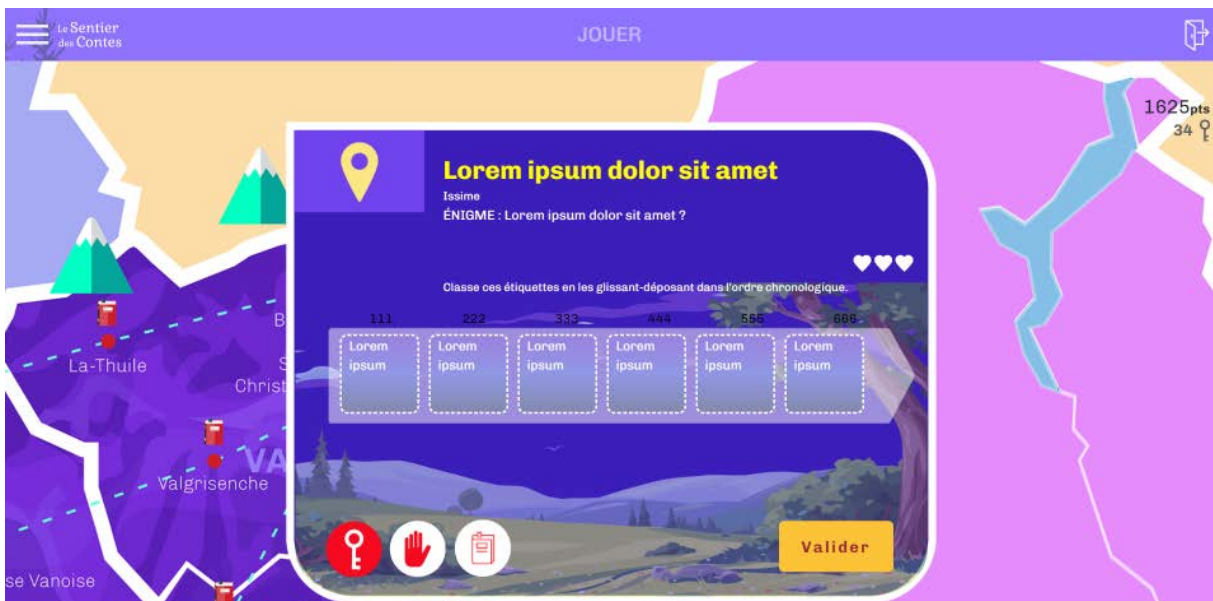 Le Sentier
des Contes
JOUER
1625pts
34
Lorem ipsum dolor sit amet
Issime
ÉNIGME : Lorem ipsum dolor sit amet ?
Classe ces étiquettes en les glissant-déposant dans l'ordre chronologique.
111 222 333 444 555 666
Lorem Lorem Lorem Lorem Lorem Lorem
ipsum ipsum ipsum ipsum ipsum ipsum
B
La-Thuile
S
Christ
VA
Valgrisenche
Valider
se Vanoise